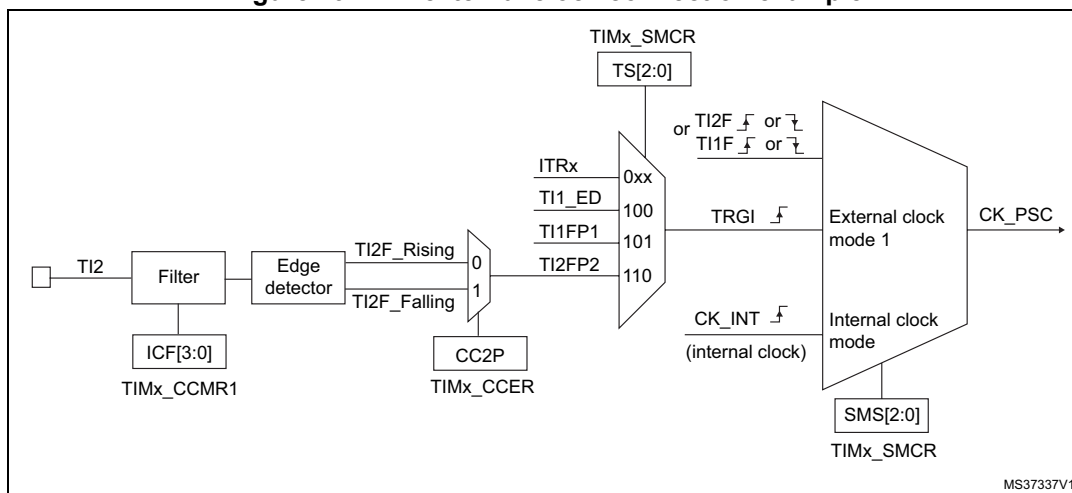 TIMx_SMCR
TS[2:0]
or TI2F or
TI1F or
ITRx
0xx
TI1_ED
100
TI1FP1
101
TI2FP2
110
TRGI
External clock
mode 1
CK_PSC
TI2
Filter
Edge
detector
TI2F_Rising
0
TI2F_Falling
1
CK_INT
(internal clock)
Internal clock
mode
ICF[3:0]
TIMx_CCMR1
CC2P
TIMx_CCER
SMS[2:0]
TIMx_SMCR
MS37337V1